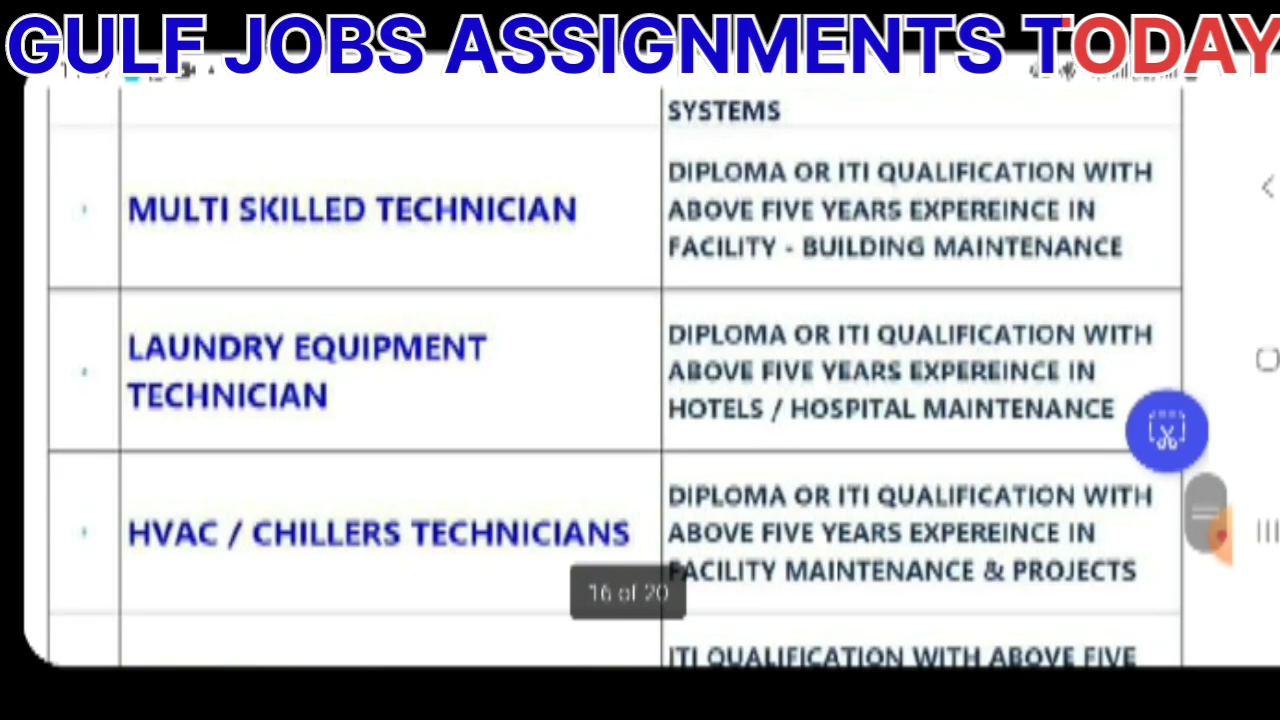 GULF JOBS ASSIGNMENTS TODAY
SYSTEMS
MULTI SKILLED TECHNICIAN
DIPLOMA OR ITI QUALIFICATION WITH
ABOVE FIVE YEARS EXPEREINCE IN
FACILITY - BUILDING MAINTENANCE
LAUNDRY EQUIPMENT
TECHNICIAN
DIPLOMA OR ITI QUALIFICATION WITH
ABOVE FIVE YEARS EXPEREINCE IN
HOTELS / HOSPITAL MAINTENANCE
HVAC / CHILLERS TECHNICIANS
DIPLOMA OR ITI QUALIFICATION WITH
ABOVE FIVE YEARS EXPEREINCE IN
FACILITY MAINTENANCE & PROJECTS
16 of 20
ITI QUALIFICATION WITH ABOVE FIVE